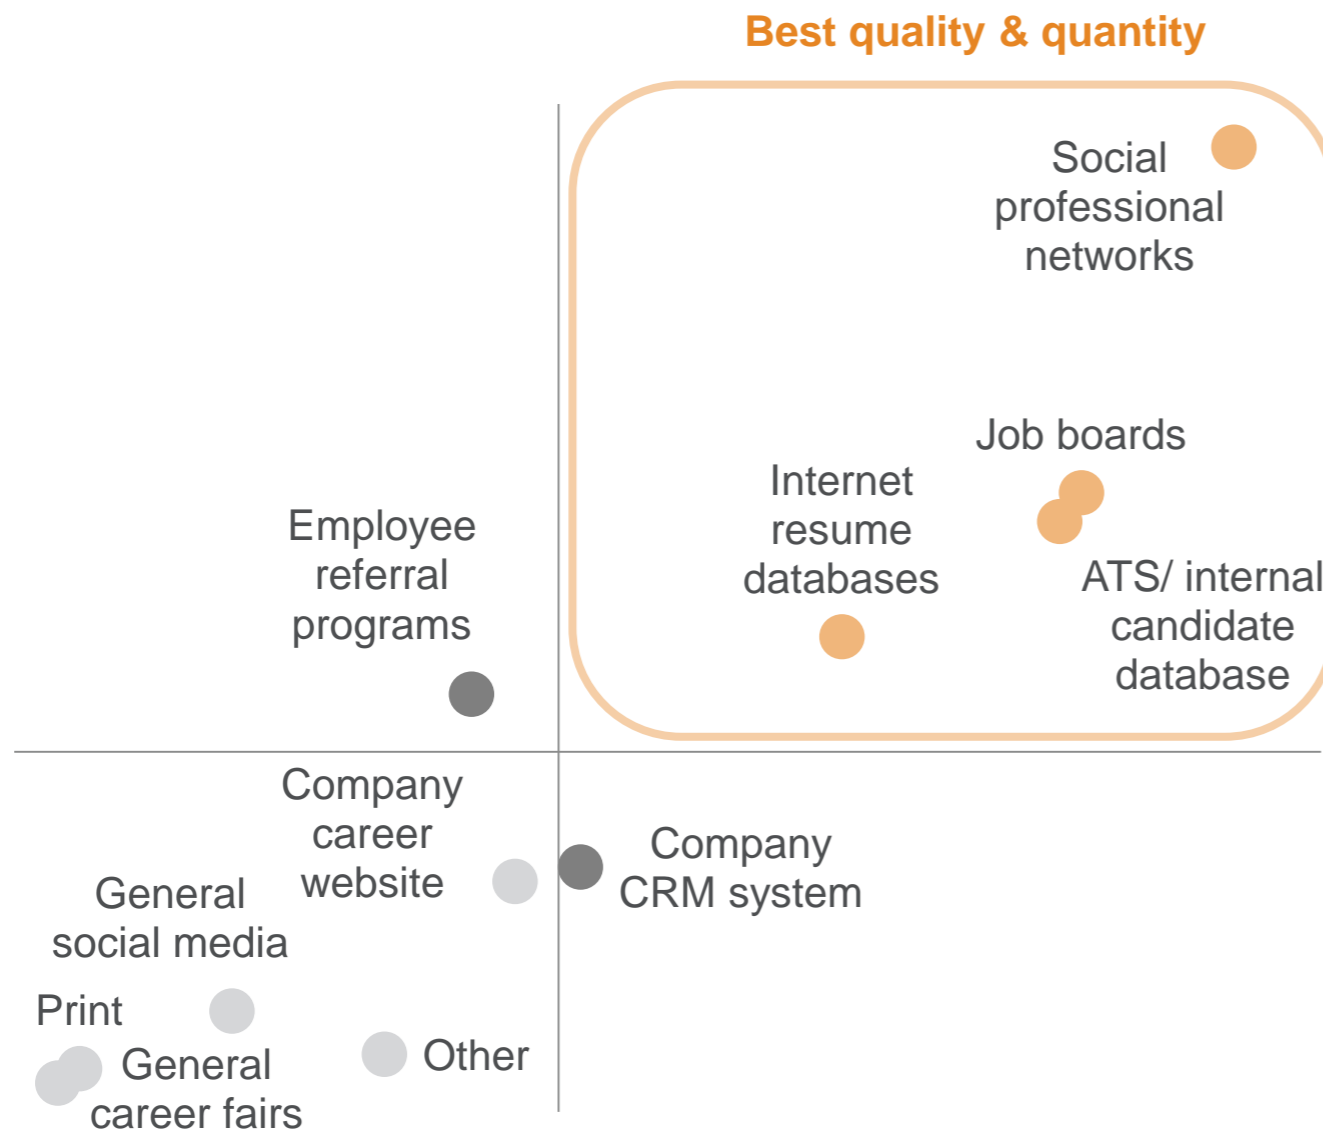 Best quality & quantity
Social
professional
networks
Job boards
Internet
resume
databases
ATS/ internal
candidate
database
Employee
referral
programs
Company
career
website
Company
CRM system
General
social media
Print
General
career fairs
Other